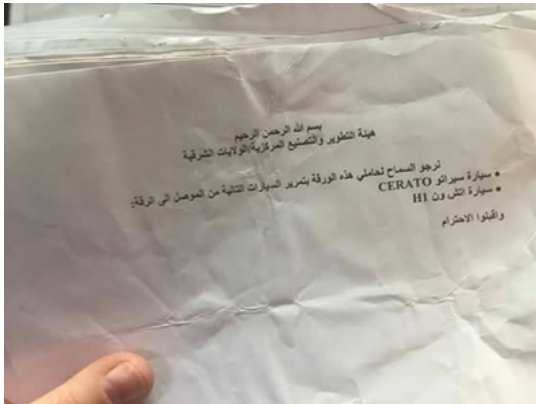 بسم الله الرحمن الرحيم
هيئة التطوير والتصنيع المركزية/الولايات الشرقية
نرجو السماح لحاملي هذه الورقة بتمرير السيارات التالية من الموصل الى الرقة:
• سيارة سيراتو CERATO
• سيارة اتش ون H1
واقبلوا الاحترام